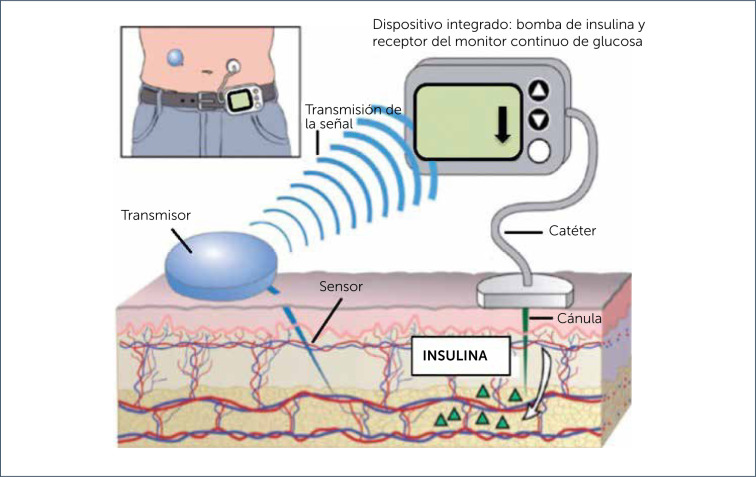 Dispositivo integrado: bomba de insulina y
receptor del monitor continuo de glucosa
Transmisión de
la señal
Transmisor
Catéter
Sensor
Cánula
INSULINA